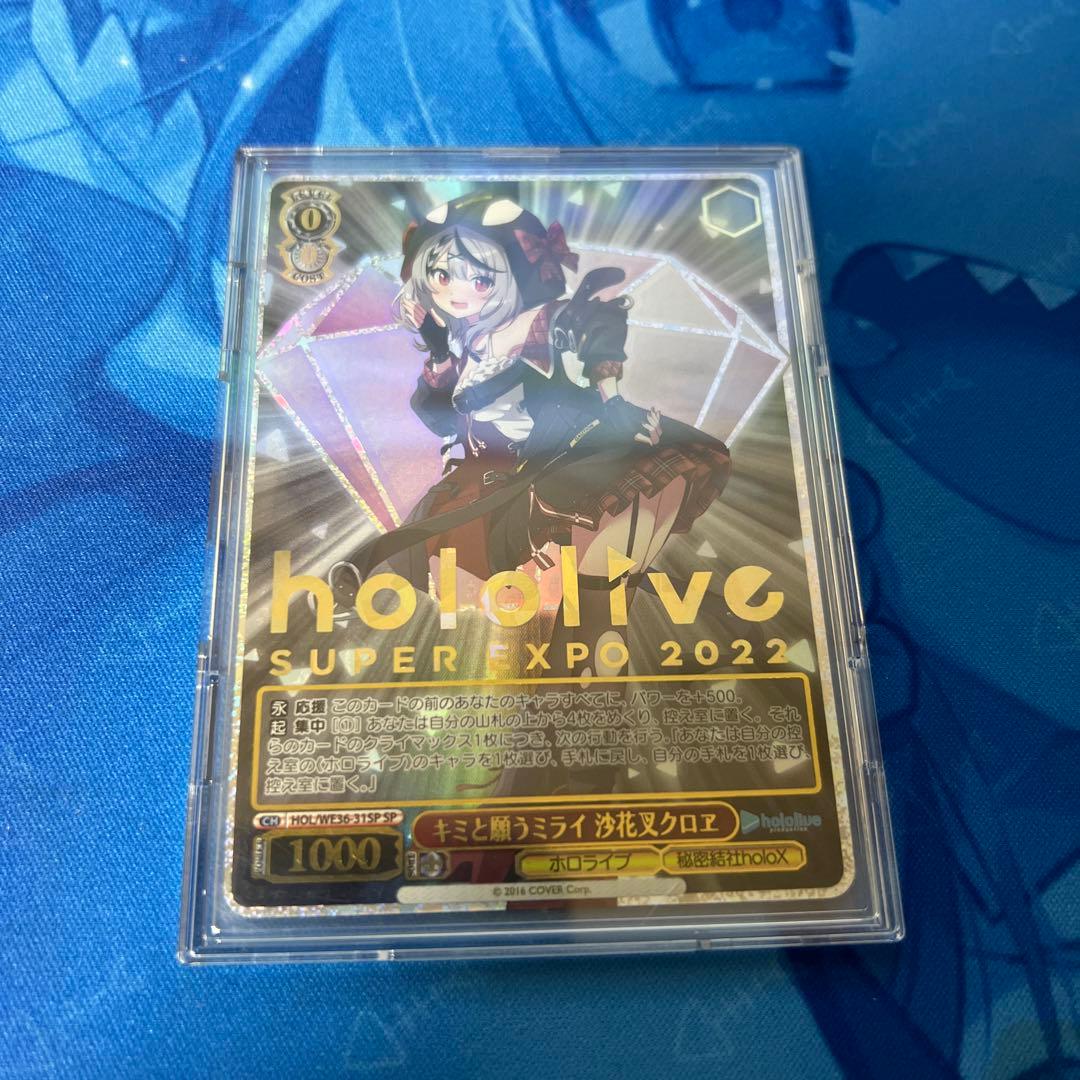 LEVEL
0
0
COST
hololive
SUPER EXPO 2022
永 応援 このカードの前のあなたのキャラすべてに、パワーを+500。
起 集中 [①] あなたは自分の山札の上から4枚をめくり、控え室に置く。それ
らのカードのクライマックス1枚につき、次の行動を行う。『あなたは自分の控
え室の《ホロライブ》のキャラを1枚選び、手札に戻し、自分の手札を1枚選び、
控え室に置く。』
CH HOL/WE36-31SP SP
キミと願うミライ 沙花叉クロヱ
hololive
production
1000
ホロライブ
秘密結社holoX
© 2016 COVER Corp.